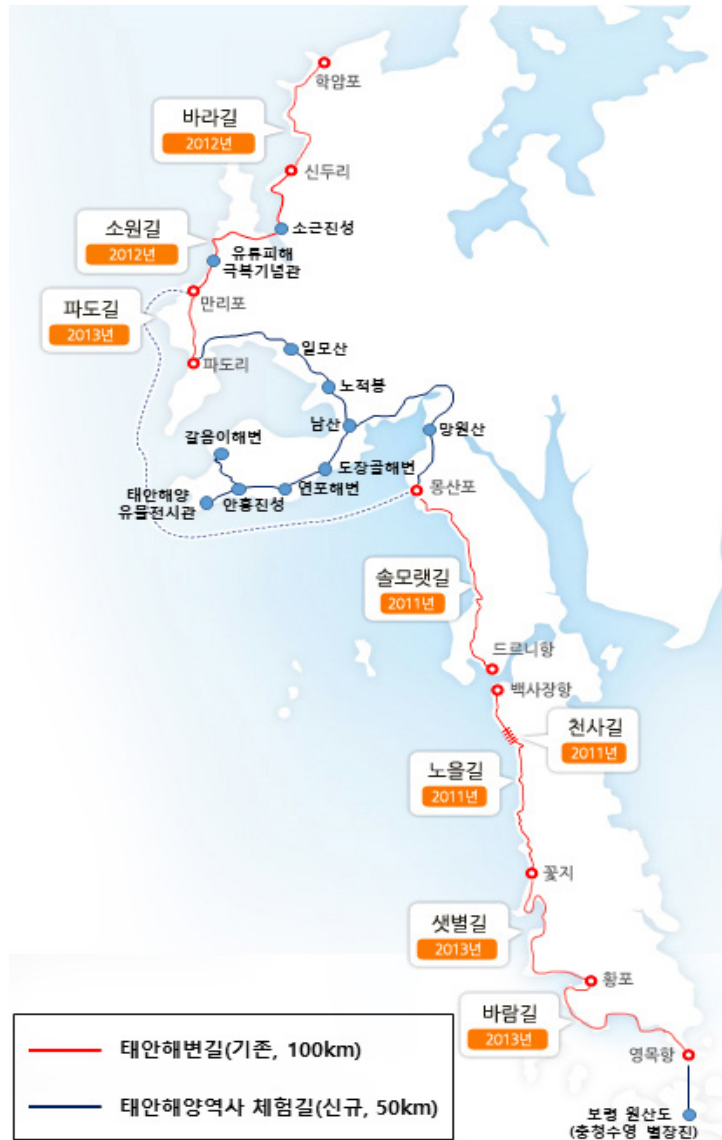 학암포
바라길
2012년
신두리
소원길
2012년
소근진성
유류피해
극복기념관
파도길
2013년
만리포
파도리
일모산
노적봉
갈음이해변
남산
망원산
도장골해변
태안해양
유물전시관
안흥진성
연포해변
몽산포
솔모랫길
2011년
드르니항
백사장항
천사길
2011년
노을길
2011년
꽃지
샛별길
2013년
황포
바람길
2013년
영목항
태안해변길(기존, 100km)
태안해양역사 체험길(신규, 50km)
보령 원산도
(충청수영 별장진)